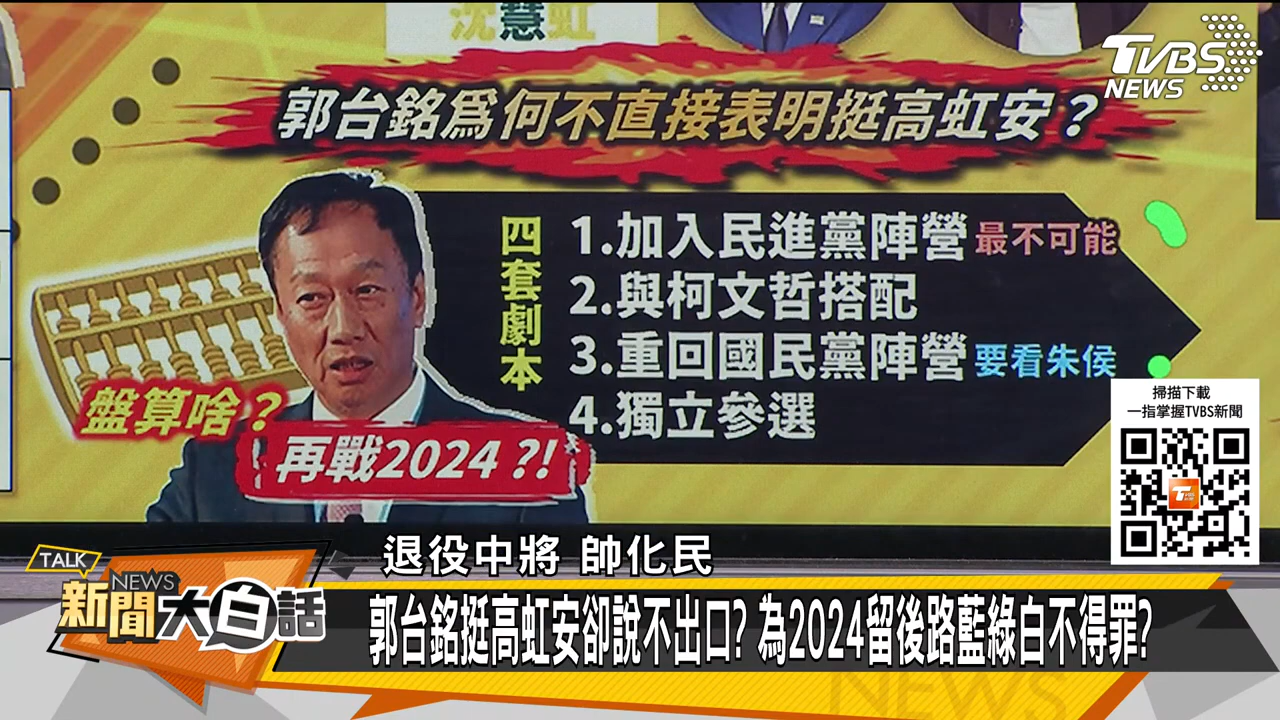 沈慧虹
TVBS
NEWS
郭台銘為何不直接表明挺高虹安？
四套劇本
1.加入民進黨陣營 最不可能
2.與柯文哲搭配
3.重回國民黨陣營 要看朱侯
4.獨立參選
盤算啥？
再戰2024 ?!
掃描下載
一指掌握TVBS新聞
TVBS
TALK
NEWS
新聞大白話
退役中將 帥化民
郭台銘挺高虹安卻說不出口? 為2024留後路藍綠白不得罪?
NEWS